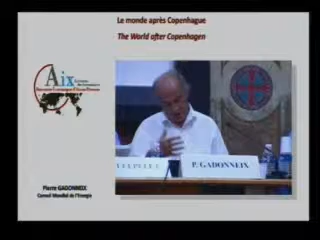 Le monde après Copenhague
The World after Copenhagen
Aix
P. GADONNEIX
Pierre GADONNEIX
Conseil Mondial de l'Energie